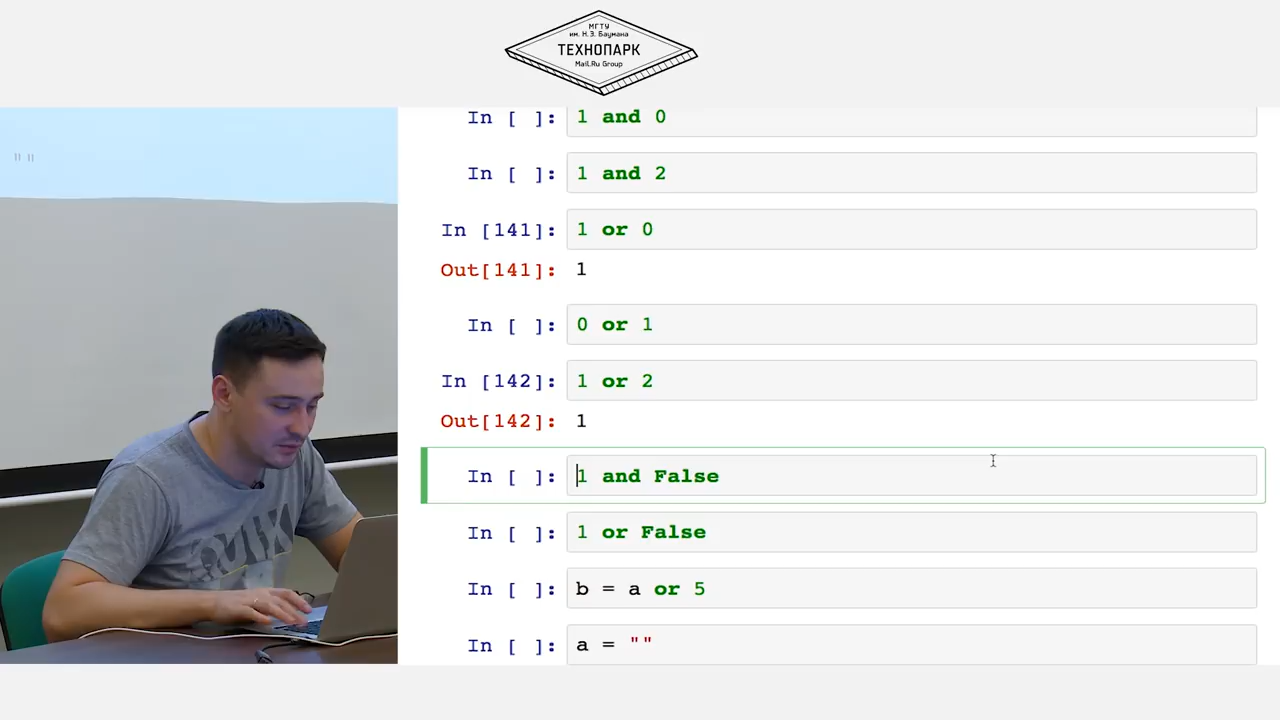 МГТУ
им. Н.Э. Баумана
ТЕХНОПАРК
Mail.Ru Group
""
In [ ]: 1 and 0
In [ ]: 1 and 2
In [141]: 1 or 0
Out[141]: 1
In [ ]: 0 or 1
In [142]: 1 or 2
Out[142]: 1
In [ ]: 1 and False
In [ ]: 1 or False
In [ ]: b = a or 5
In [ ]: a = ""